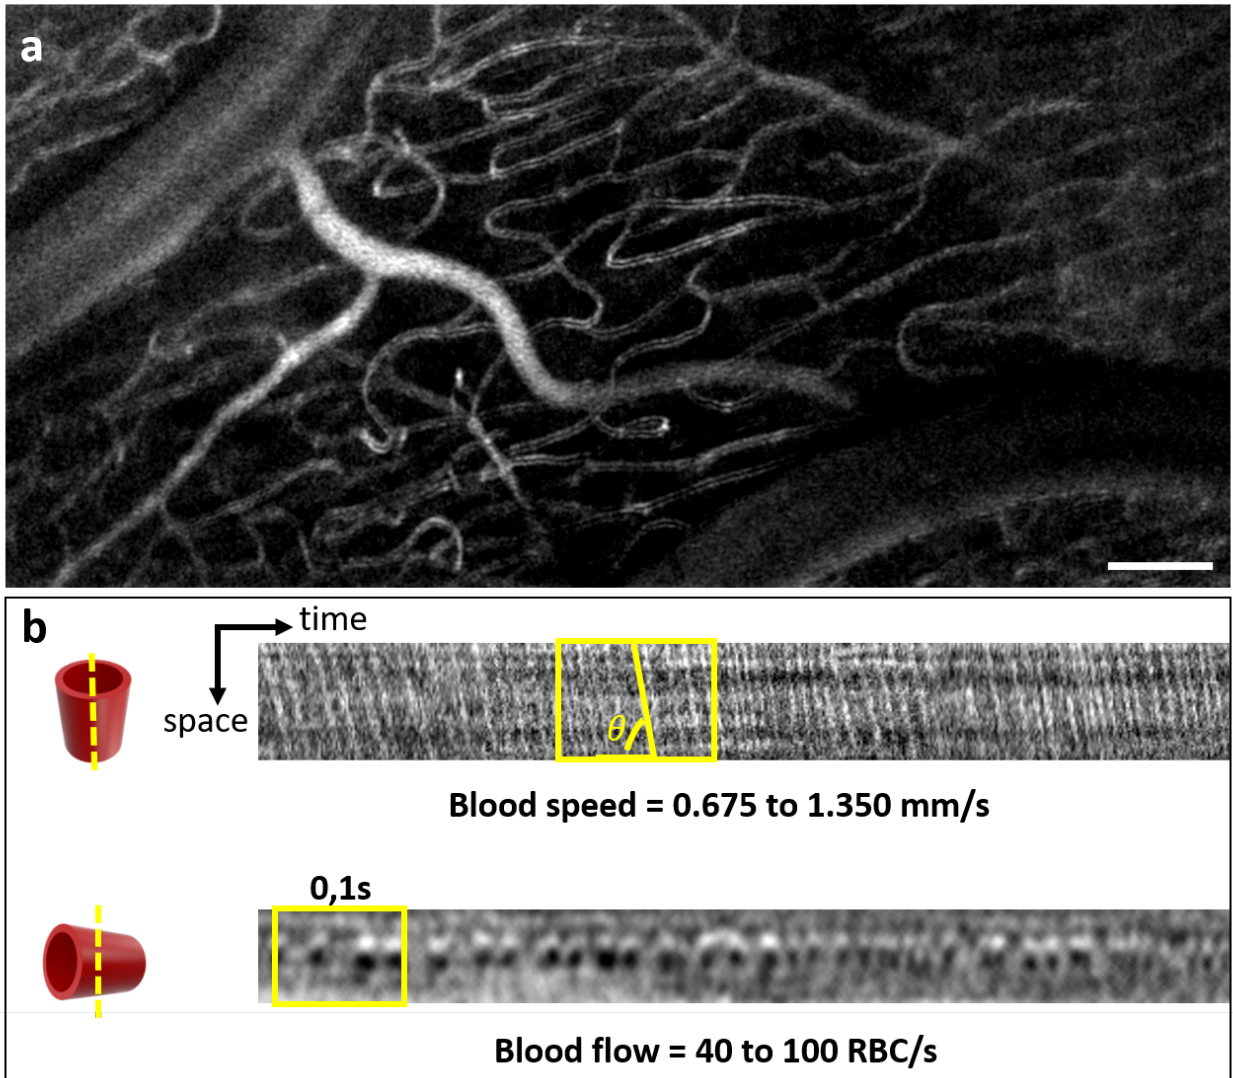 a
b
time
space
θ
Blood speed = 0.675 to 1.350 mm/s
0,1s
Blood flow = 40 to 100 RBC/s